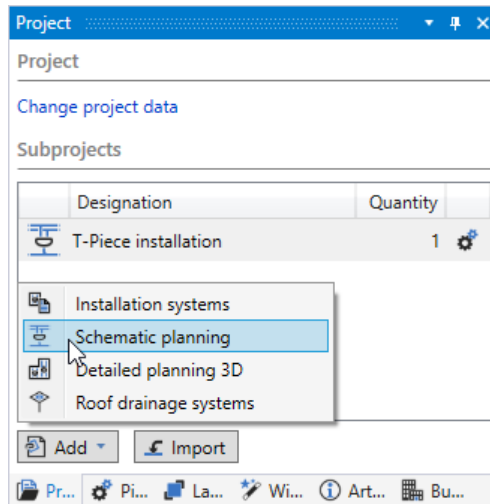 Project
Project
Change project data
Subprojects
Designation Quantity
T-Piece installation 1
Installation systems
Schematic planning
Detailed planning 3D
Roof drainage systems
Add Import
Pr... Pi... La... Wi... Art... Bu...